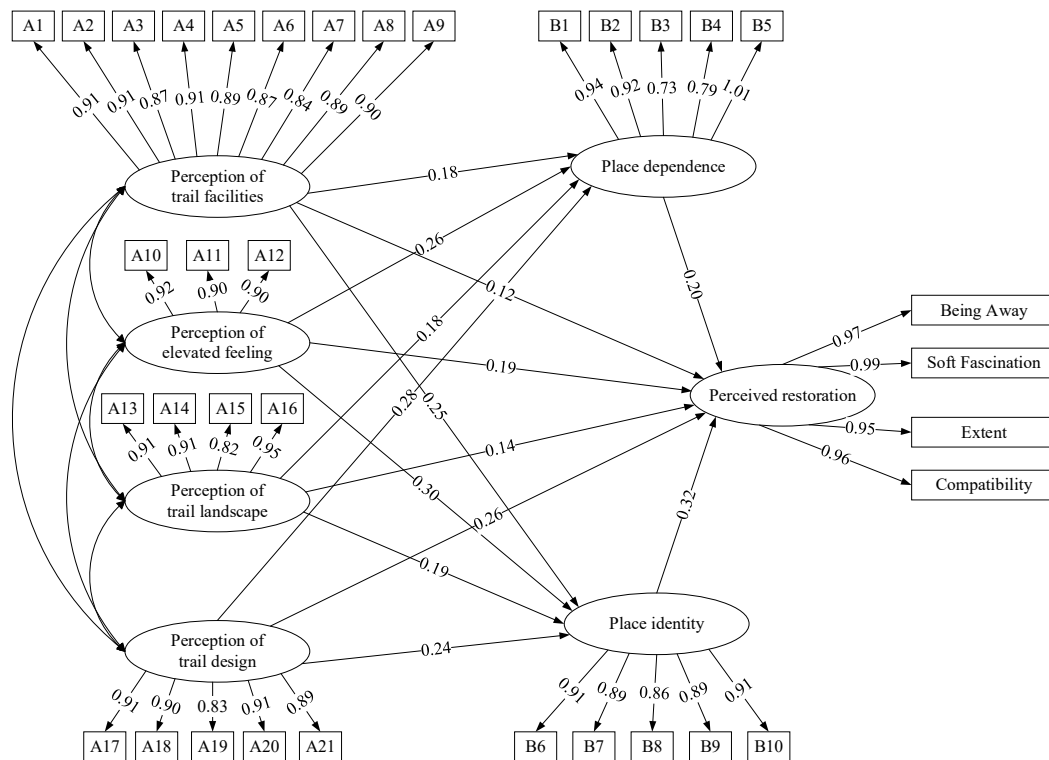 A1 A2 A3 A4 A5 A6 A7 A8 A9
B1 B2 B3 B4 B5
0.91 0.91 0.87 0.91 0.89 0.87 0.84 0.89 0.90
0.94 0.92 0.73 0.79 1.01
Perception of
trail facilities
Place dependence
0.18
0.26
A10 A11 A12
0.92 0.90 0.90
0.12
0.20
Perception of
elevated feeling
0.18
0.19
Being Away
0.97
Soft Fascination
0.99
Perceived restoration
Extent
0.95
Compatibility
0.96
A13 A14 A15 A16
0.91 0.91 0.82 0.95
0.28
0.25
0.14
Perception of
trail landscape
0.30
0.26
0.32
0.19
Perception of
trail design
0.24
Place identity
0.91 0.90 0.83 0.91 0.89
0.91 0.89 0.86 0.89 0.91
A17 A18 A19 A20 A21
B6 B7 B8 B9 B10